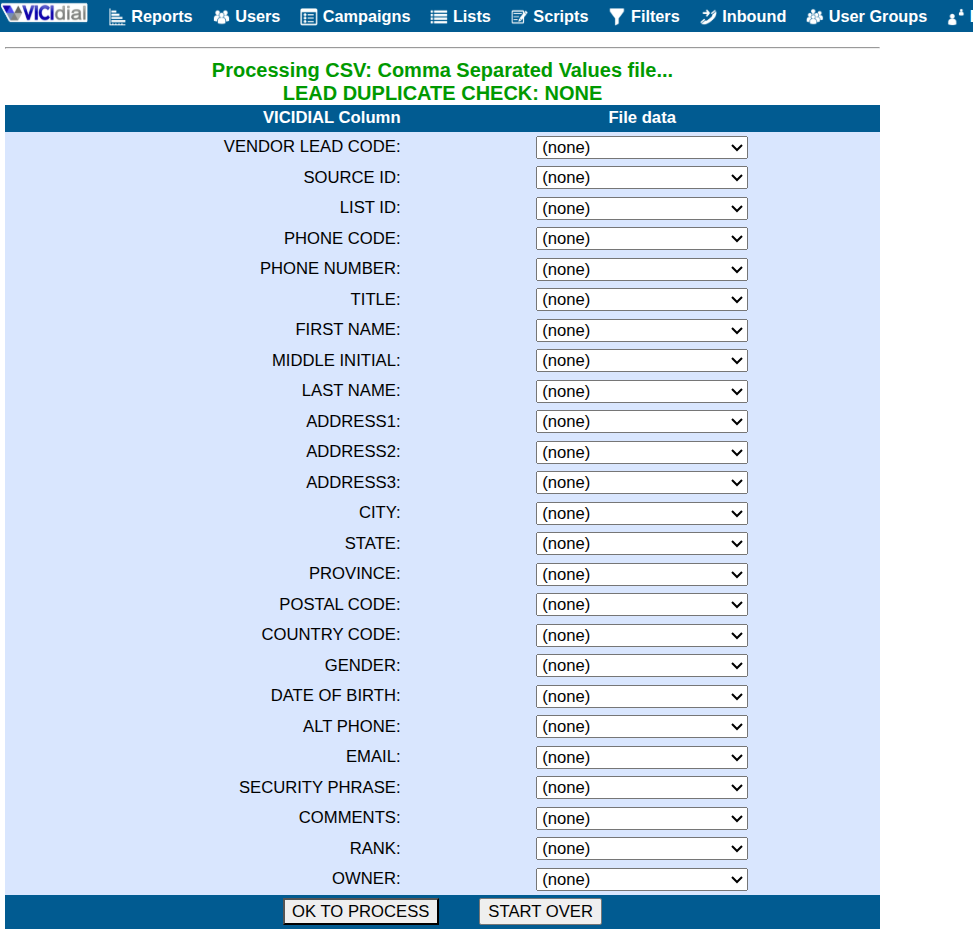 VICIdial Reports Users Campaigns Lists Scripts Filters Inbound User Groups
Processing CSV: Comma Separated Values file...
LEAD DUPLICATE CHECK: NONE
VICIDIAL Column File data
VENDOR LEAD CODE: (none)
SOURCE ID: (none)
LIST ID: (none)
PHONE CODE: (none)
PHONE NUMBER: (none)
TITLE: (none)
FIRST NAME: (none)
MIDDLE INITIAL: (none)
LAST NAME: (none)
ADDRESS1: (none)
ADDRESS2: (none)
ADDRESS3: (none)
CITY: (none)
STATE: (none)
PROVINCE: (none)
POSTAL CODE: (none)
COUNTRY CODE: (none)
GENDER: (none)
DATE OF BIRTH: (none)
ALT PHONE: (none)
EMAIL: (none)
SECURITY PHRASE: (none)
COMMENTS: (none)
RANK: (none)
OWNER: (none)
OK TO PROCESS START OVER